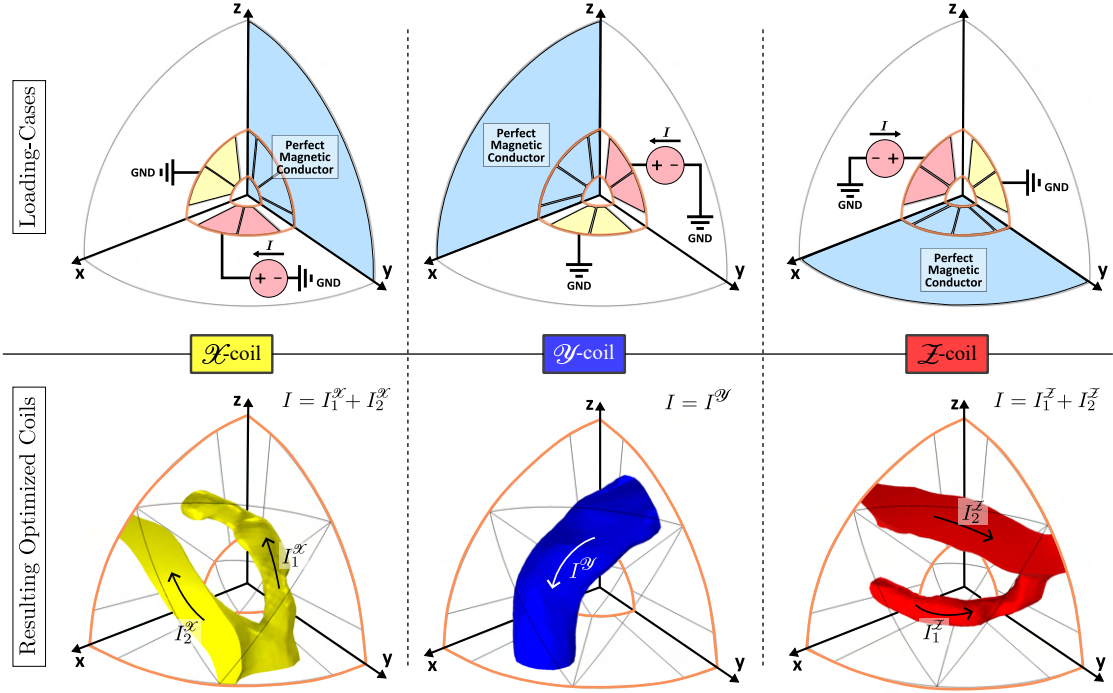 Loading-Cases
z
x
y
Perfect
Magnetic
Conductor
GND
I
+ -
GND
z
x
y
Perfect
Magnetic
Conductor
I
+ -
GND
GND
z
x
y
I
- +
GND
GND
Perfect
Magnetic
Conductor
𝒳-coil
𝒴-coil
𝒵-coil
Resulting Optimized Coils
z
x
y
I = I₁^𝒳 + I₂^𝒳
I₁^𝒳
I₂^𝒳
z
x
y
I = I^𝒴
I^𝒴
z
x
y
I = I₁^𝒵 + I₂^𝒵
I₂^𝒵
I₁^𝒵